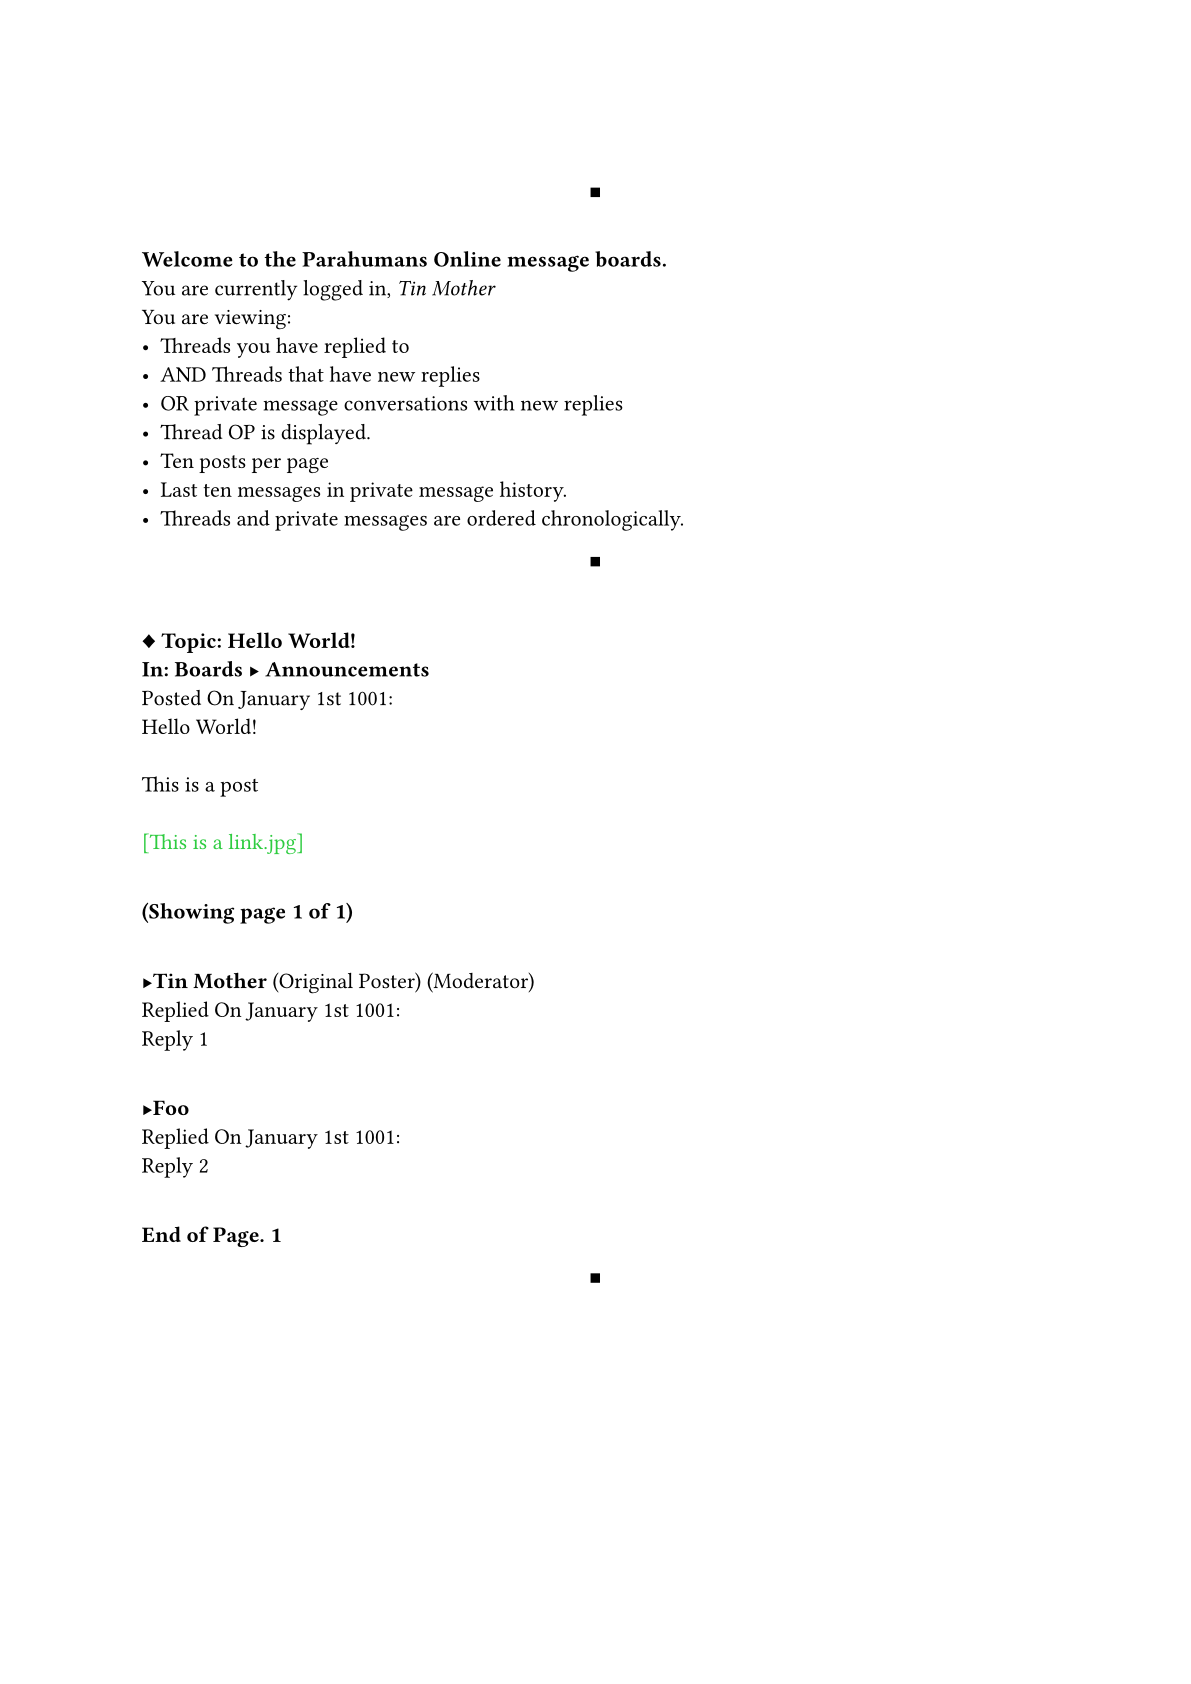 ■
Welcome to the Parahumans Online message boards.
You are currently logged in, Tin Mother
You are viewing:
• Threads you have replied to
• AND Threads that have new replies
• OR private message conversations with new replies
• Thread OP is displayed.
• Ten posts per page
• Last ten messages in private message history.
• Threads and private messages are ordered chronologically.
■
◆ Topic: Hello World!
In: Boards ▸ Announcements
Posted On January 1st 1001:
Hello World!
This is a post
[This is a link.jpg]
(Showing page 1 of 1)
▸Tin Mother (Original Poster) (Moderator)
Replied On January 1st 1001:
Reply 1
▸Foo
Replied On January 1st 1001:
Reply 2
End of Page. 1
■